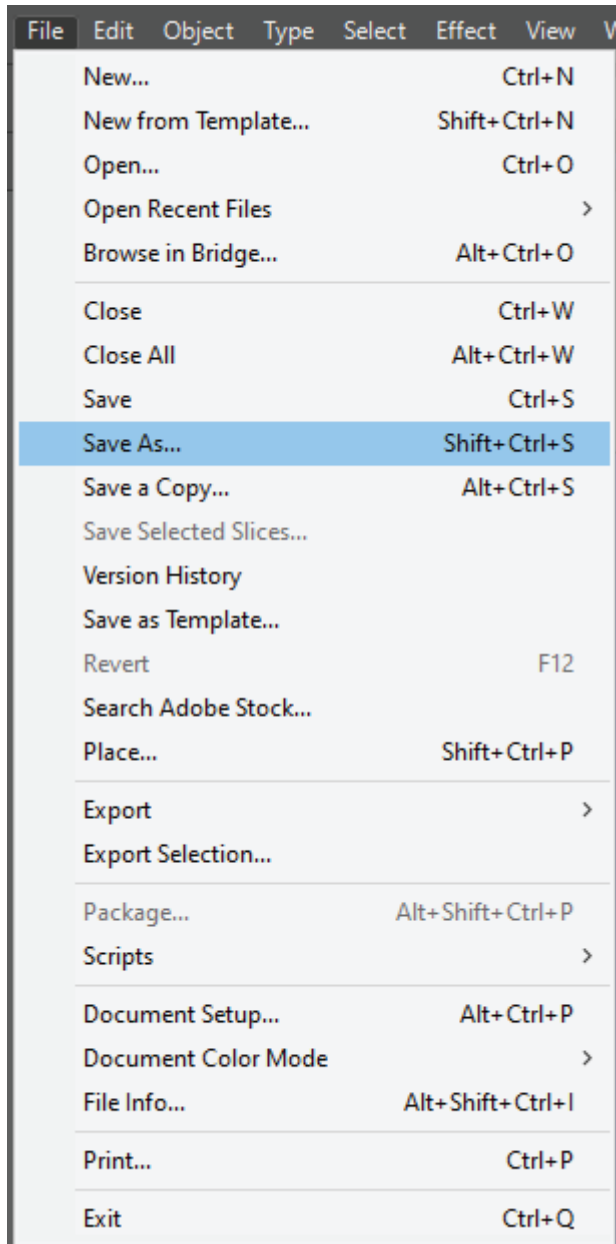 File Edit Object Type Select Effect View
New... Ctrl+N
New from Template... Shift+Ctrl+N
Open... Ctrl+O
Open Recent Files >
Browse in Bridge... Alt+Ctrl+O
Close Ctrl+W
Close All Alt+Ctrl+W
Save Ctrl+S
Save As... Shift+Ctrl+S
Save a Copy... Alt+Ctrl+S
Save Selected Slices...
Version History
Save as Template...
Revert F12
Search Adobe Stock...
Place... Shift+Ctrl+P
Export >
Export Selection...
Package... Alt+Shift+Ctrl+P
Scripts >
Document Setup... Alt+Ctrl+P
Document Color Mode >
File Info... Alt+Shift+Ctrl+I
Print... Ctrl+P
Exit Ctrl+Q